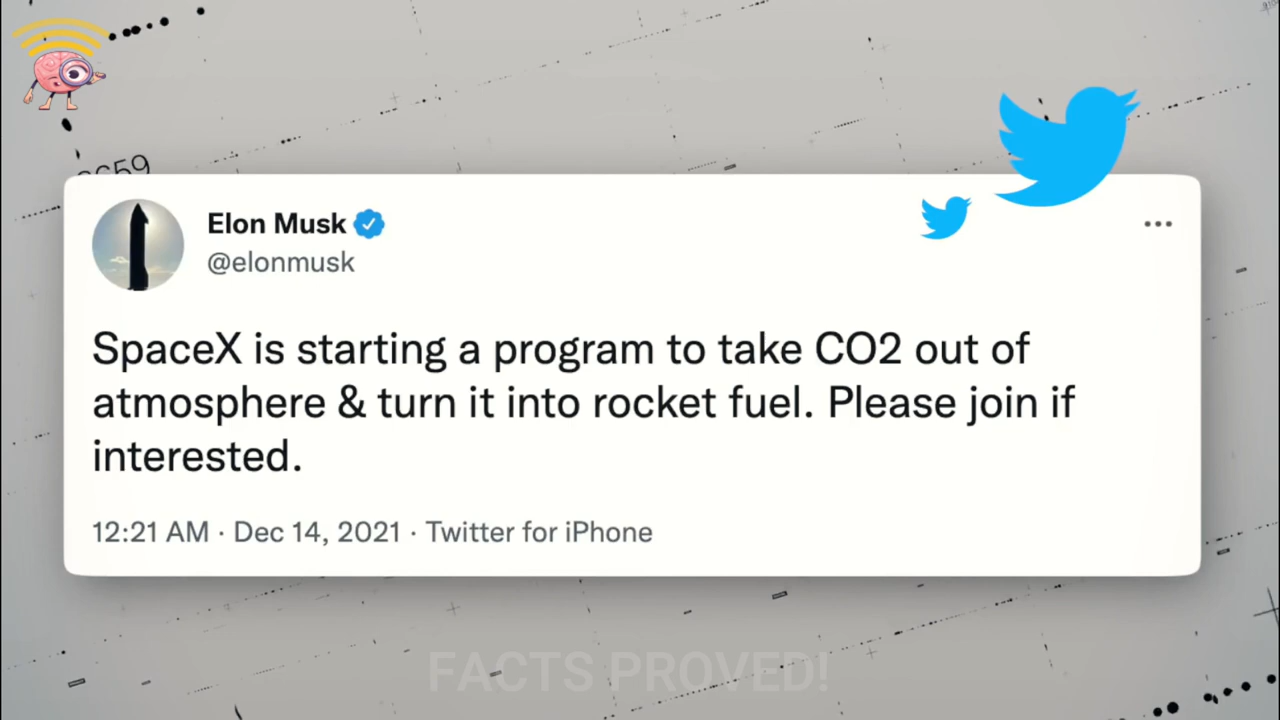 Elon Musk
@elonmusk
SpaceX is starting a program to take CO2 out of
atmosphere & turn it into rocket fuel. Please join if
interested.
12:21 AM · Dec 14, 2021 · Twitter for iPhone
FACTS PROVED!